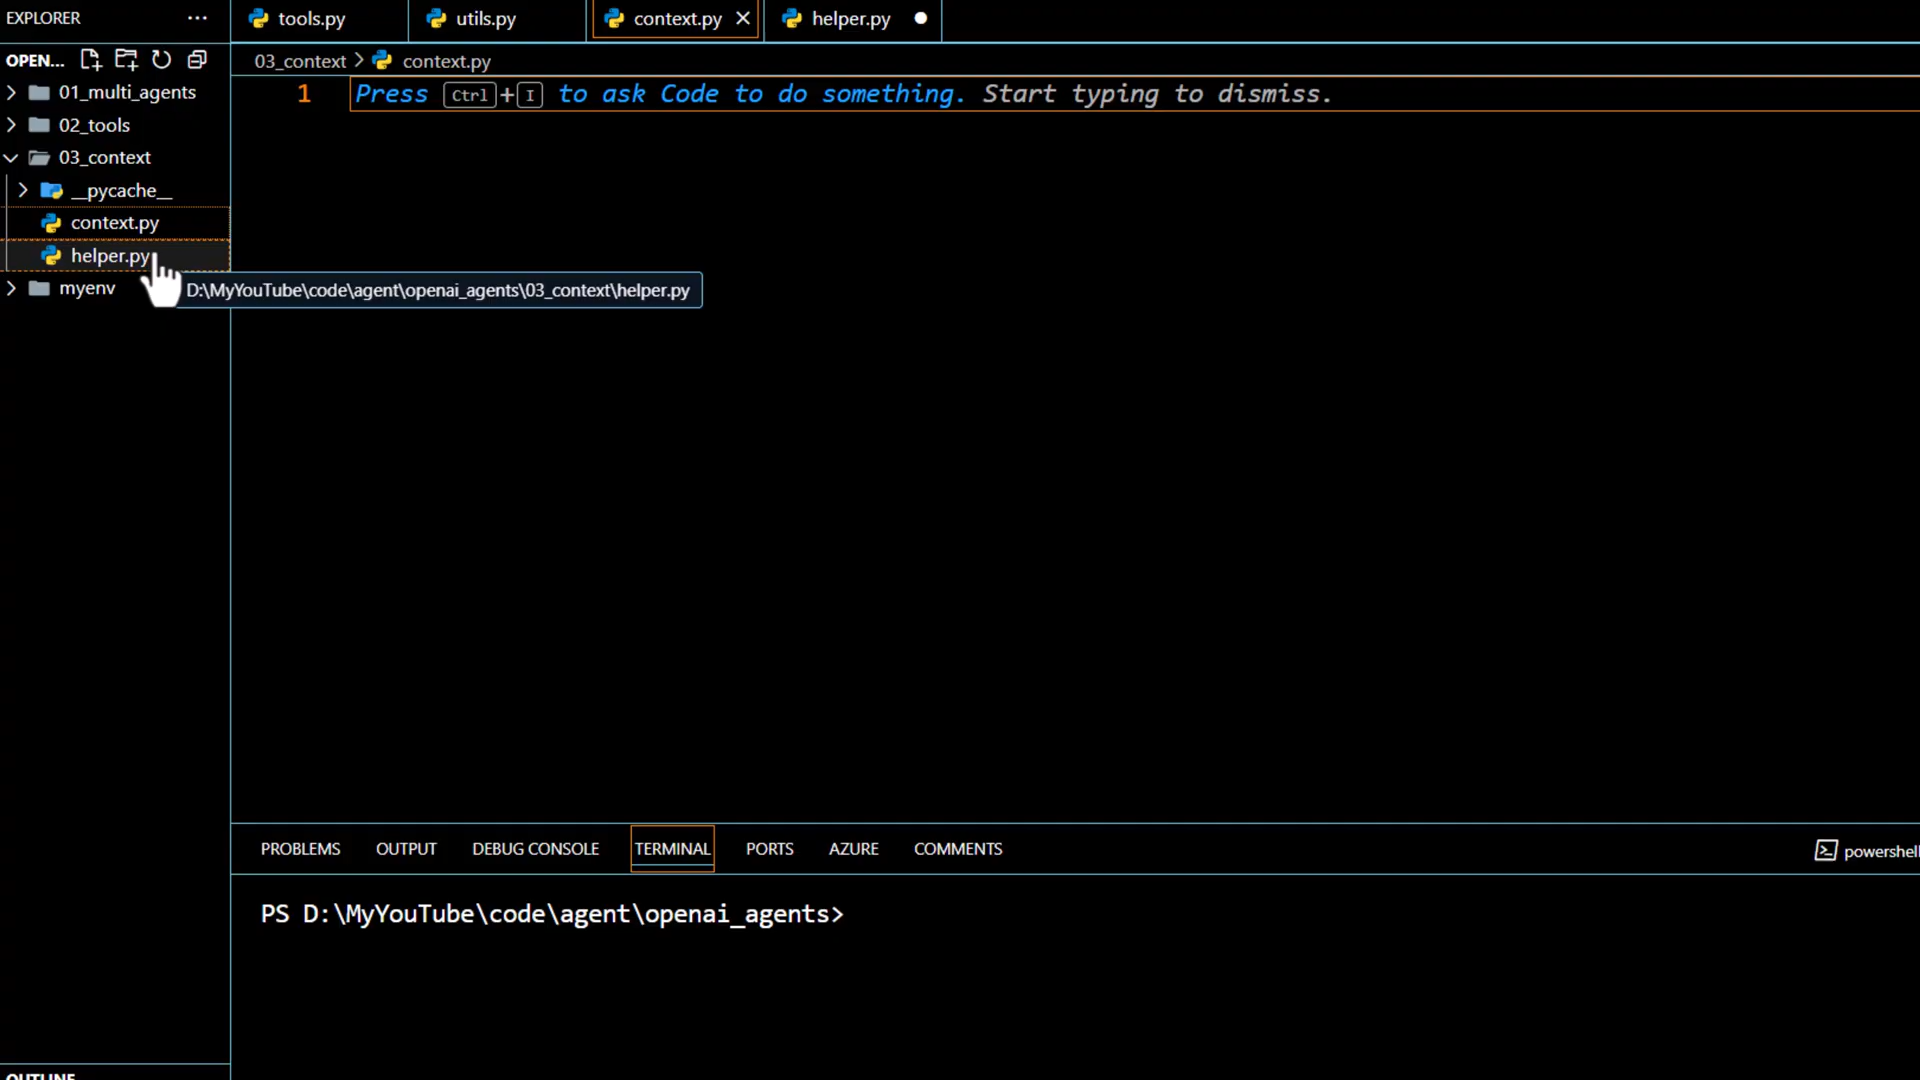 EXPLORER
tools.py
utils.py
context.py
helper.py
OPEN...
03_context > context.py
01_multi_agents
02_tools
03_context
__pycache__
context.py
helper.py
myenv
D:\MyYouTube\code\agent\openai_agents\03_context\helper.py
1 Press Ctrl+I to ask Code to do something. Start typing to dismiss.
PROBLEMS OUTPUT DEBUG CONSOLE TERMINAL PORTS AZURE COMMENTS
powershell
PS D:\MyYouTube\code\agent\openai_agents>
OUTLINE